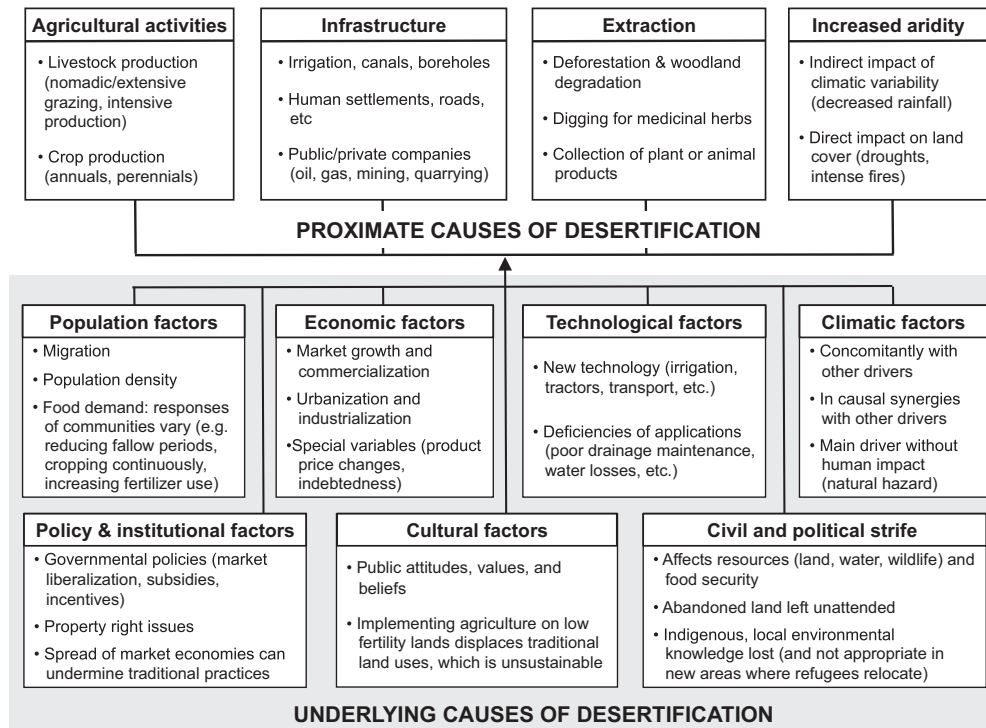 Agricultural activities
• Livestock production
(nomadic/extensive
grazing, intensive
production)
• Crop production
(annuals, perennials)
Infrastructure
• Irrigation, canals, boreholes
• Human settlements, roads,
etc
• Public/private companies
(oil, gas, mining, quarrying)
Extraction
• Deforestation & woodland
degradation
• Digging for medicinal herbs
• Collection of plant or animal
products
Increased aridity
• Indirect impact of
climatic variability
(decreased rainfall)
• Direct impact on land
cover (droughts,
intense fires)
PROXIMATE CAUSES OF DESERTIFICATION
Population factors
• Migration
• Population density
• Food demand: responses
of communities vary (e.g.
reducing fallow periods,
cropping continuously,
increasing fertilizer use)
Economic factors
• Market growth and
commercialization
• Urbanization and
industrialization
•Special variables (product
price changes,
indebtedness)
Technological factors
• New technology (irrigation,
tractors, transport, etc.)
• Deficiencies of applications
(poor drainage maintenance,
water losses, etc.)
Climatic factors
• Concomitantly with
other drivers
• In causal synergies
with other drivers
• Main driver without
human impact
(natural hazard)
Policy & institutional factors
• Governmental policies (market
liberalization, subsidies,
incentives)
• Property right issues
• Spread of market economies can
undermine traditional practices
Cultural factors
• Public attitudes, values, and
beliefs
• Implementing agriculture on low
fertility lands displaces traditional
land uses, which is unsustainable
Civil and political strife
• Affects resources (land, water, wildlife) and
food security
• Abandoned land left unattended
• Indigenous, local environmental
knowledge lost (and not appropriate in
new areas where refugees relocate)
UNDERLYING CAUSES OF DESERTIFICATION